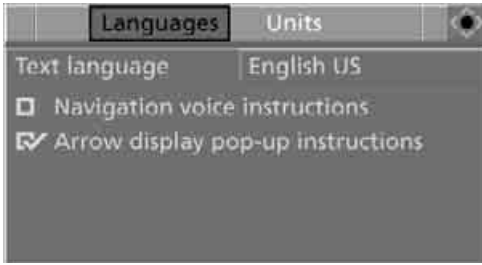 Languages Units
Text language English US
Navigation voice instructions
Arrow display pop-up instructions